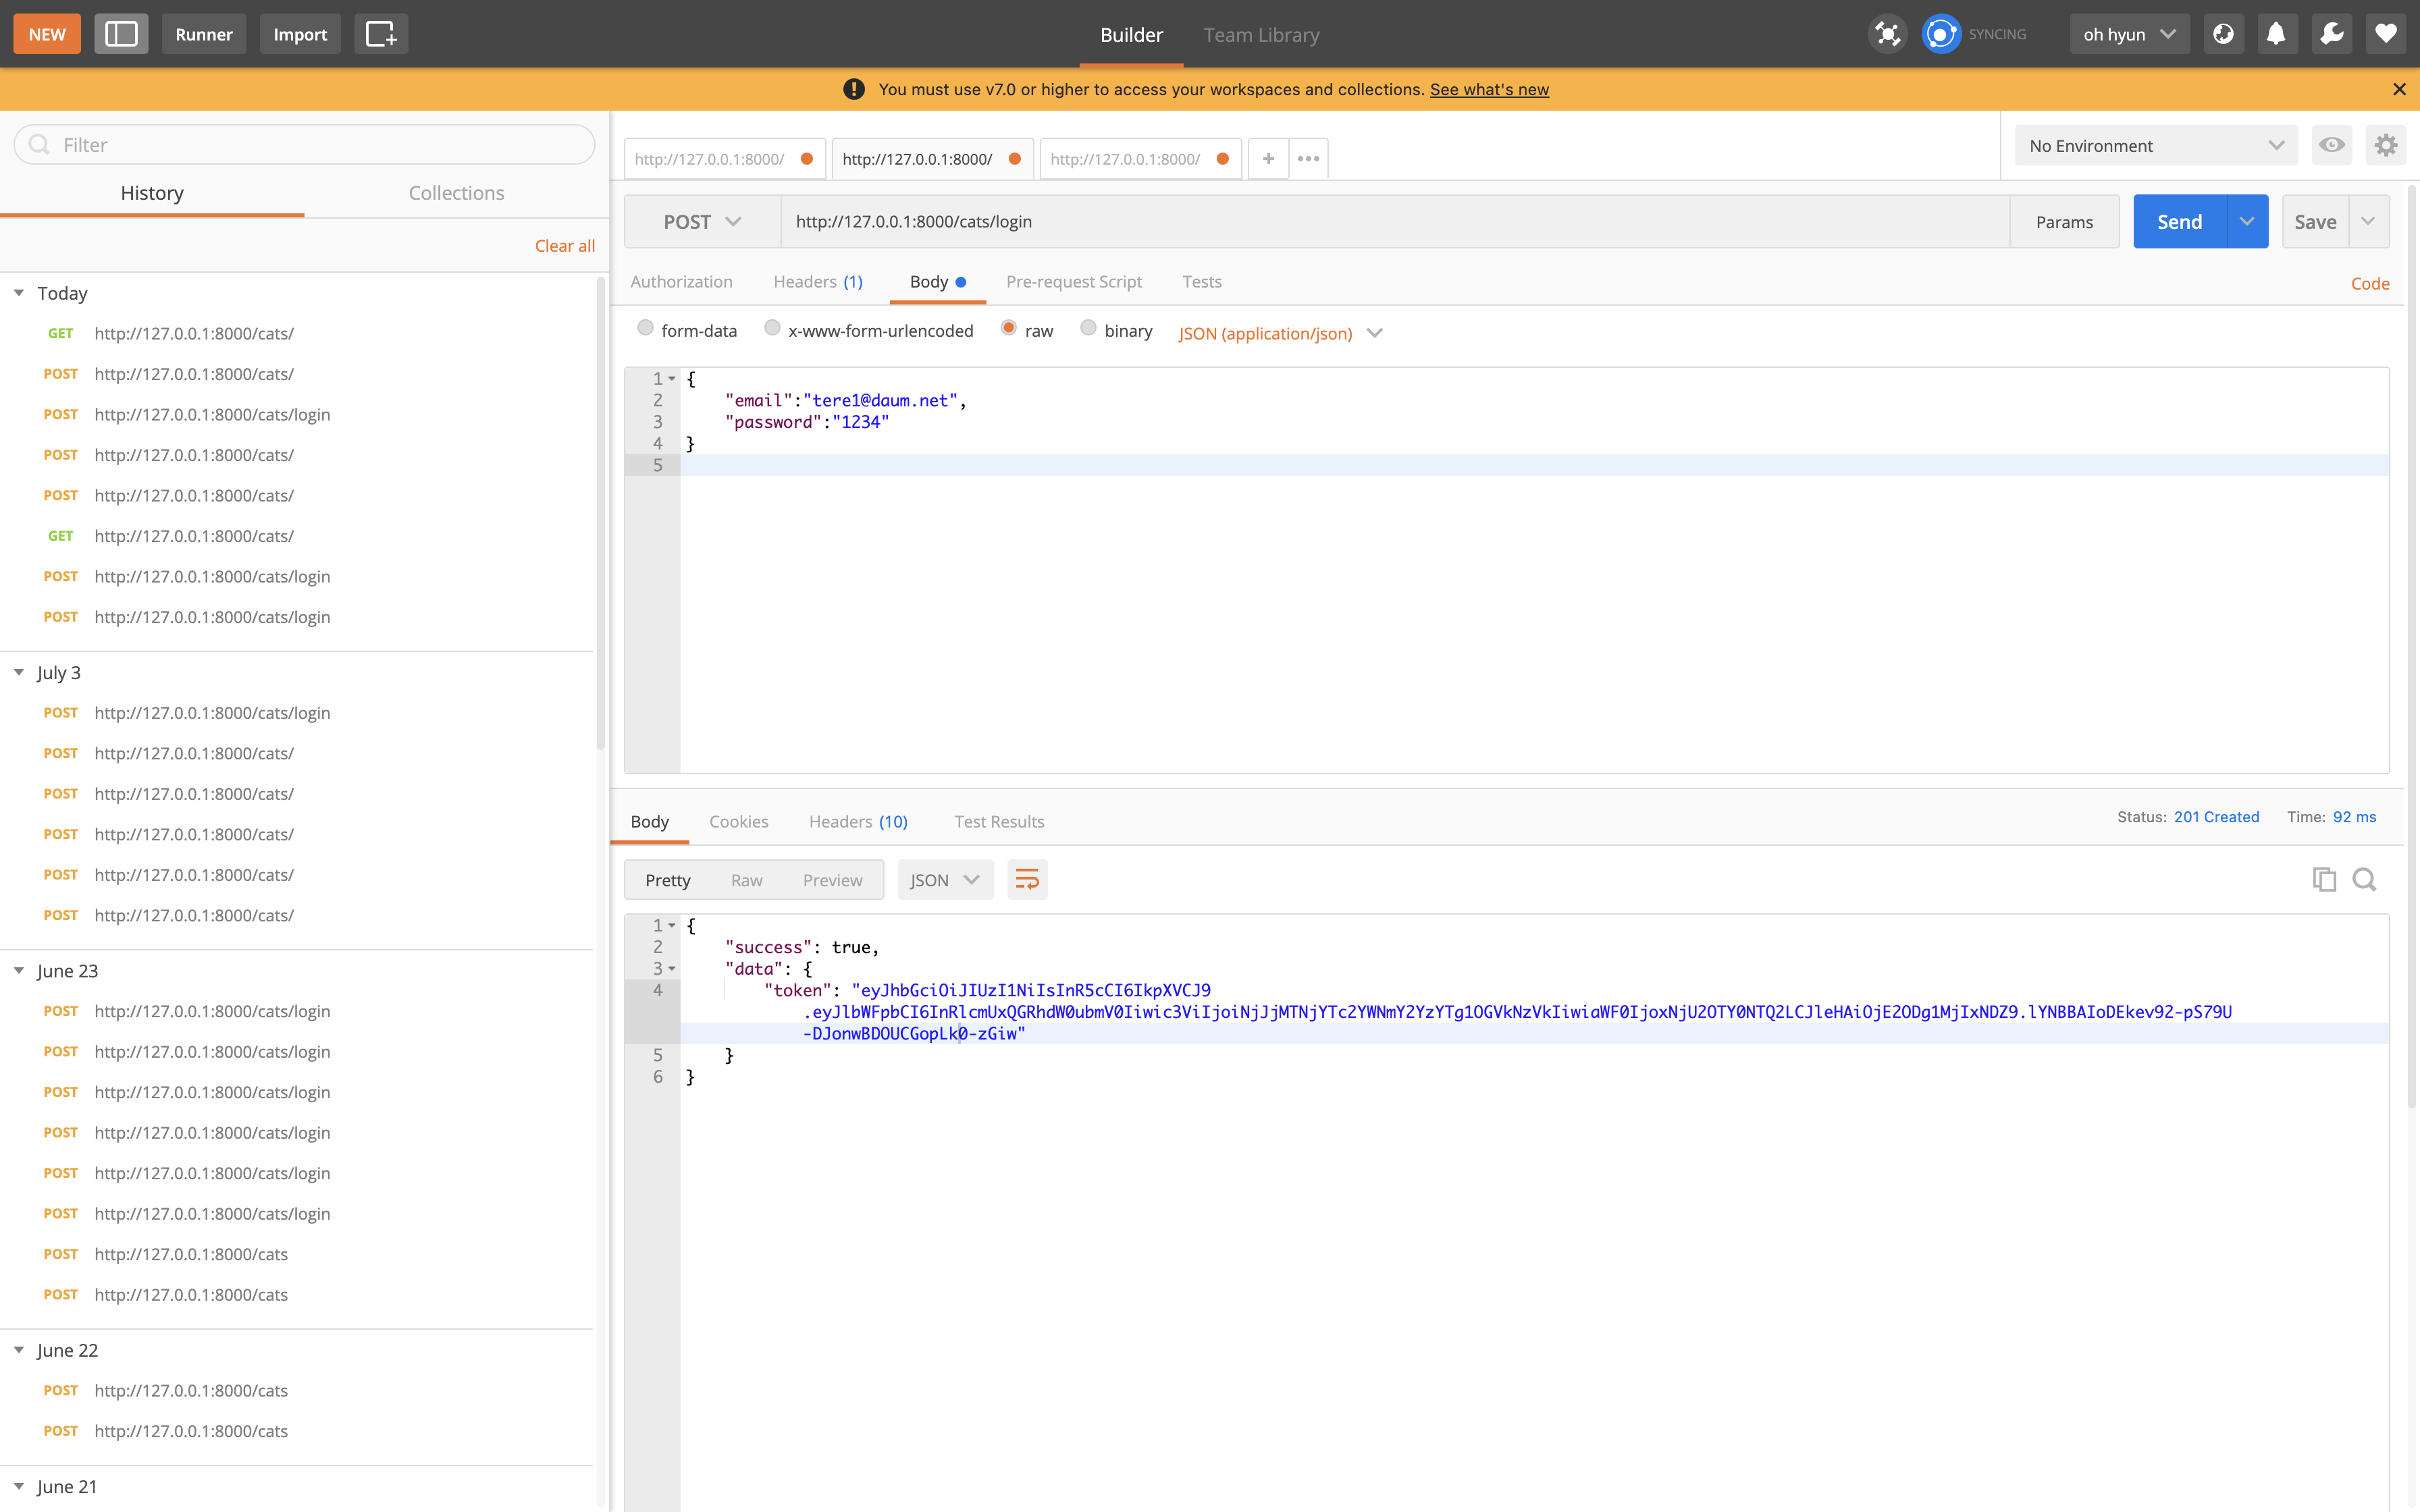 NEW
Runner
Import
Builder
Team Library
SYNCING
oh hyun
You must use v7.0 or higher to access your workspaces and collections. See what's new
Filter
History
Collections
Clear all
Today
GET http://127.0.0.1:8000/cats/
POST http://127.0.0.1:8000/cats/
POST http://127.0.0.1:8000/cats/login
POST http://127.0.0.1:8000/cats/
POST http://127.0.0.1:8000/cats/
GET http://127.0.0.1:8000/cats/
POST http://127.0.0.1:8000/cats/login
POST http://127.0.0.1:8000/cats/login
July 3
POST http://127.0.0.1:8000/cats/login
POST http://127.0.0.1:8000/cats/
POST http://127.0.0.1:8000/cats/
POST http://127.0.0.1:8000/cats/
POST http://127.0.0.1:8000/cats/
POST http://127.0.0.1:8000/cats/
June 23
POST http://127.0.0.1:8000/cats/login
POST http://127.0.0.1:8000/cats/login
POST http://127.0.0.1:8000/cats/login
POST http://127.0.0.1:8000/cats/login
POST http://127.0.0.1:8000/cats/login
POST http://127.0.0.1:8000/cats/login
POST http://127.0.0.1:8000/cats
POST http://127.0.0.1:8000/cats
June 22
POST http://127.0.0.1:8000/cats
POST http://127.0.0.1:8000/cats
June 21
http://127.0.0.1:8000/
http://127.0.0.1:8000/
http://127.0.0.1:8000/
No Environment
POST
http://127.0.0.1:8000/cats/login
Params
Send
Save
Authorization
Headers (1)
Body
Pre-request Script
Tests
Code
form-data
x-www-form-urlencoded
raw
binary
JSON (application/json)
1 {
2 "email":"tere1@daum.net",
3 "password":"1234"
4 }
5
Body
Cookies
Headers (10)
Test Results
Status: 201 Created
Time: 92 ms
Pretty
Raw
Preview
JSON
1 {
2 "success": true,
3 "data": {
4 "token": "eyJhbGciOiJIUzI1NiIsInR5cCI6IkpXVCJ9
.eyJlbWFpbCI6InRlcmUxQGRhdW0ubmV0Iiwic3ViIjoiNjJjMTNjYTc2YWNmY2YzYTg1OGVkNzVkIiwiaWF0IjoxNjU2OTY0NTQ2LCJleHAiOjE2ODg1MjIxNDZ9.lYNBBAIoDEkev92-pS79U
-DJonwBDOUCGopLk0-zGiw"
5 }
6 }